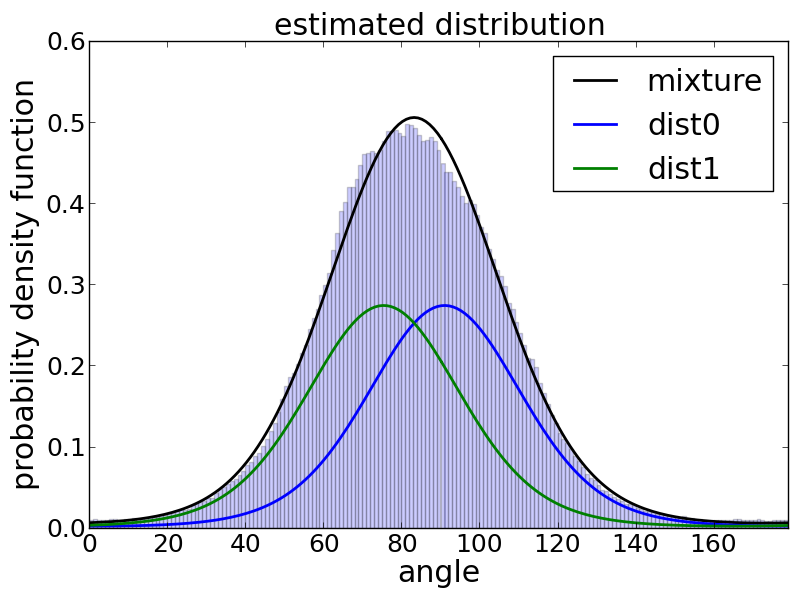 estimated distribution
probability density function
0.6
0.5
0.4
0.3
0.2
0.1
0.0
mixture
dist0
dist1
0 20 40 60 80 100 120 140 160
angle